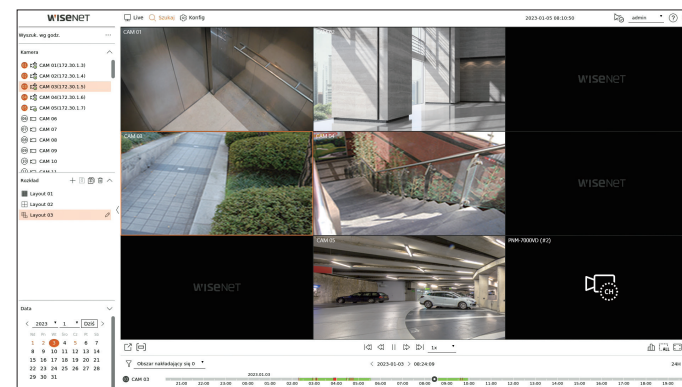 WISENET
Live Szukaj Konfig
2023-01-05 08:10:50
admin
Wyszuk. wg godz.
Kamera
CAM 01(172.30.1.3)
CAM 02(172.30.1.4)
CAM 03(172.30.1.5)
CAM 04(172.30.1.6)
CAM 05(172.30.1.7)
06 CAM 06
07 CAM 07
08 CAM 08
09 CAM 09
10 CAM 10
CAM 11
Rozkład
Layout 01
Layout 02
Layout 03
Data
2023 1 Dziś
1 2 3 4 5 6 7
8 9 10 11 12 13 14
15 16 17 18 19 20 21
22 23 24 25 26 27 28
29 30 31
CAM 01
WISENET
CAM 03
CAM 04
WISENET
WISENET
CAM 05
PNM-7000VD (#2)
CH
1x
ALL
Obszar nakładający się 0
2023-01-03 > 08:24:08
24H
2023.01.03
CAM 03
21:00 22:00 23:00 00:00 01:00 02:00 03:00 04:00 05:00 06:00 07:00 08:00 09:00 10:00 11:00 12:00 13:00 14:00 15:00 16:00 17:00 18:00 19:00